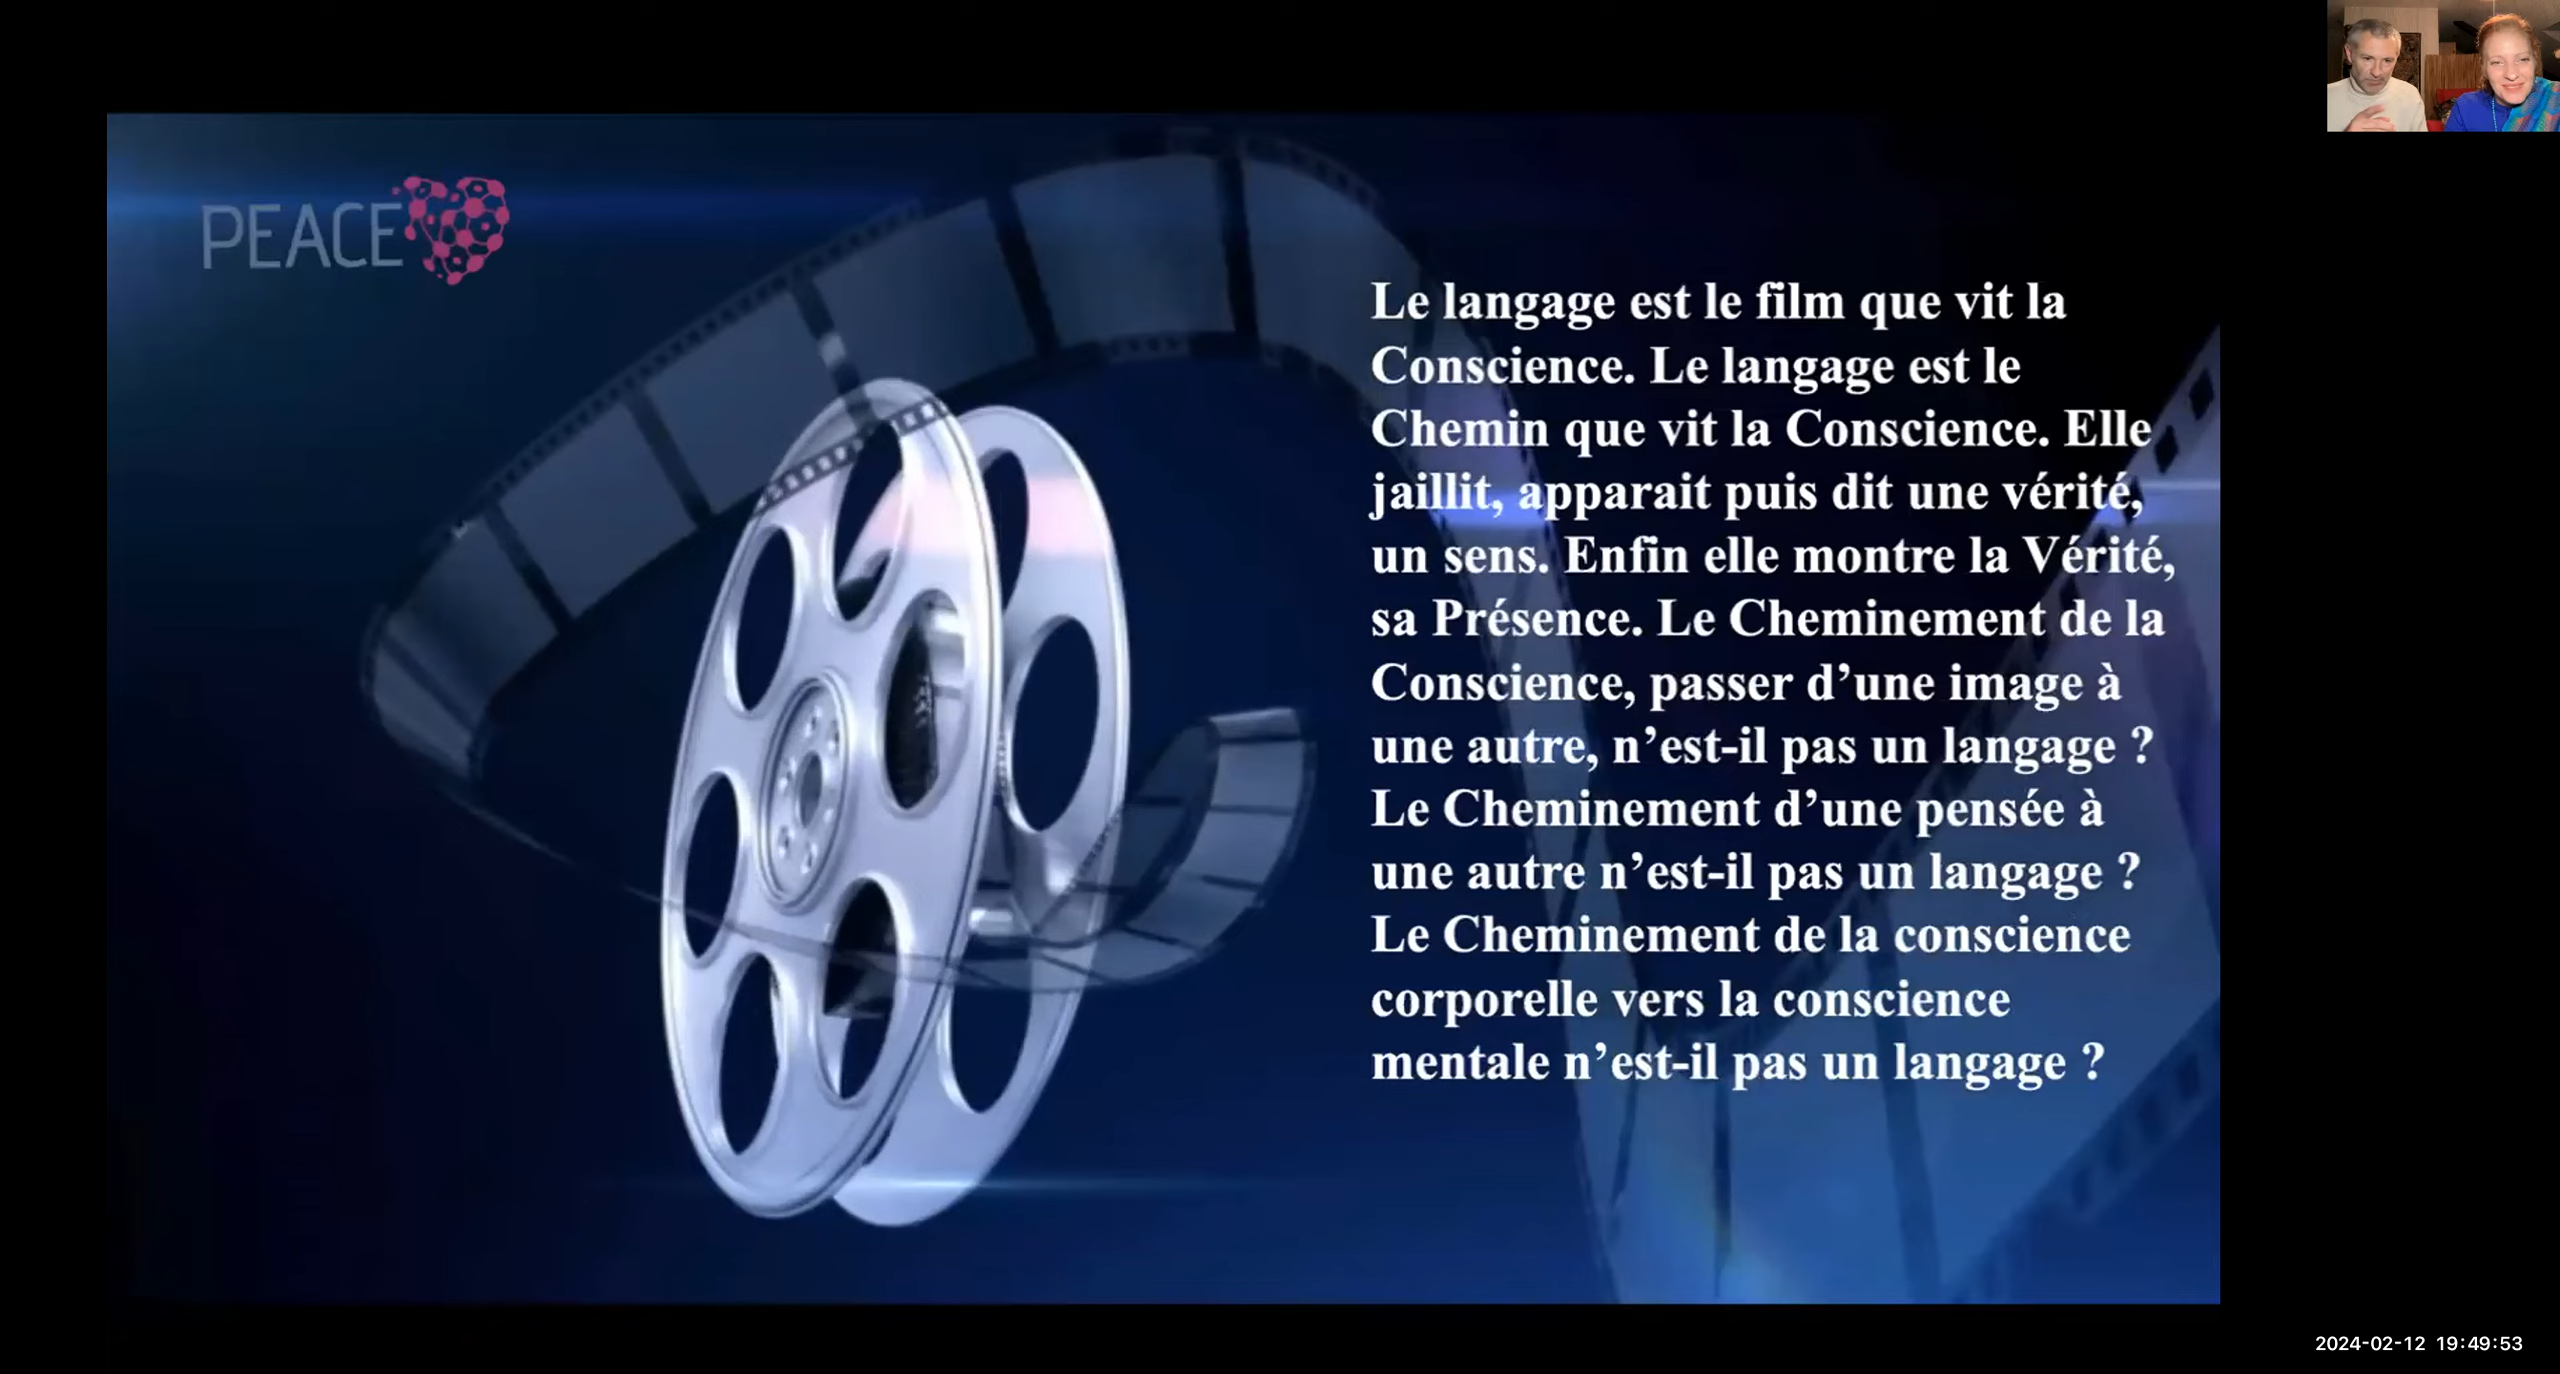 PEACE
Le langage est le film que vit la
Conscience. Le langage est le
Chemin que vit la Conscience. Elle
jaillit, apparait puis dit une vérité,
un sens. Enfin elle montre la Vérité,
sa Présence. Le Cheminement de la
Conscience, passer d’une image à
une autre, n’est-il pas un langage ?
Le Cheminement d’une pensée à
une autre n’est-il pas un langage ?
Le Cheminement de la conscience
corporelle vers la conscience
mentale n’est-il pas un langage ?
2024-02-12 19:49:53